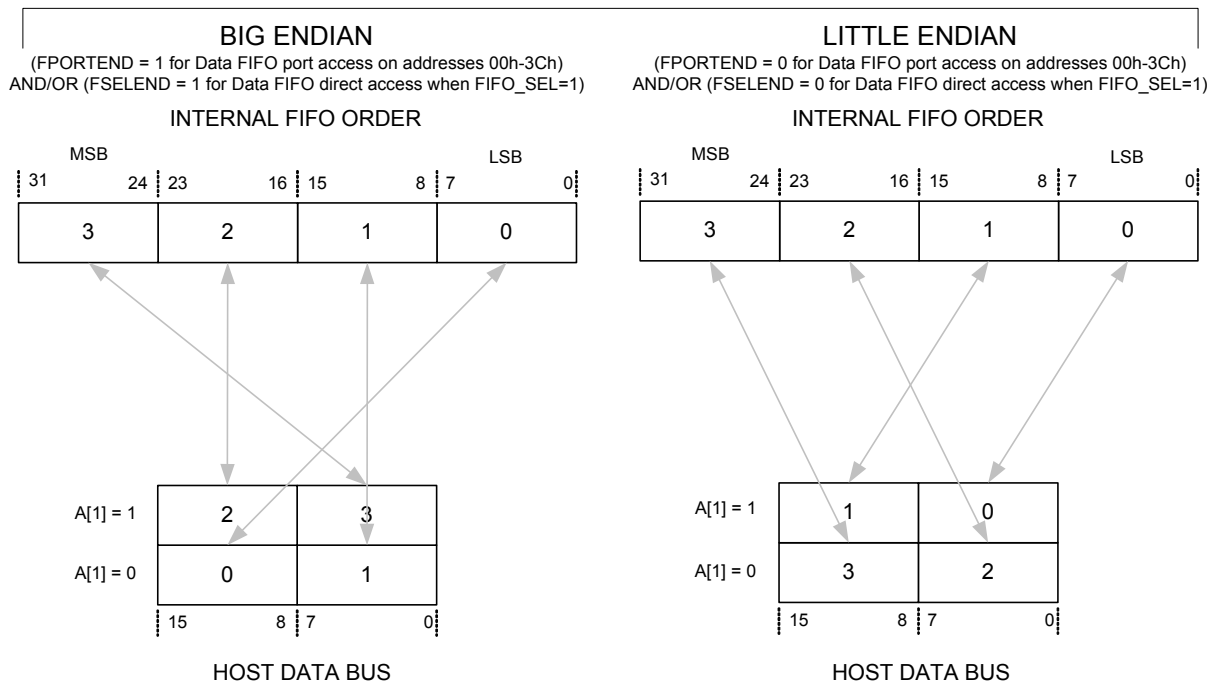 BIG ENDIAN
(FPORTEND = 1 for Data FIFO port access on addresses 00h-3Ch)
AND/OR (FSELEND = 1 for Data FIFO direct access when FIFO_SEL=1)
INTERNAL FIFO ORDER
MSB LSB
31 24 23 16 15 8 7 0
3 2 1 0
A[1] = 1 2 3
A[1] = 0 0 1
15 8 7 0
HOST DATA BUS
LITTLE ENDIAN
(FPORTEND = 0 for Data FIFO port access on addresses 00h-3Ch)
AND/OR (FSELEND = 0 for Data FIFO direct access when FIFO_SEL=1)
INTERNAL FIFO ORDER
MSB LSB
31 24 23 16 15 8 7 0
3 2 1 0
A[1] = 1 1 0
A[1] = 0 3 2
15 8 7 0
HOST DATA BUS